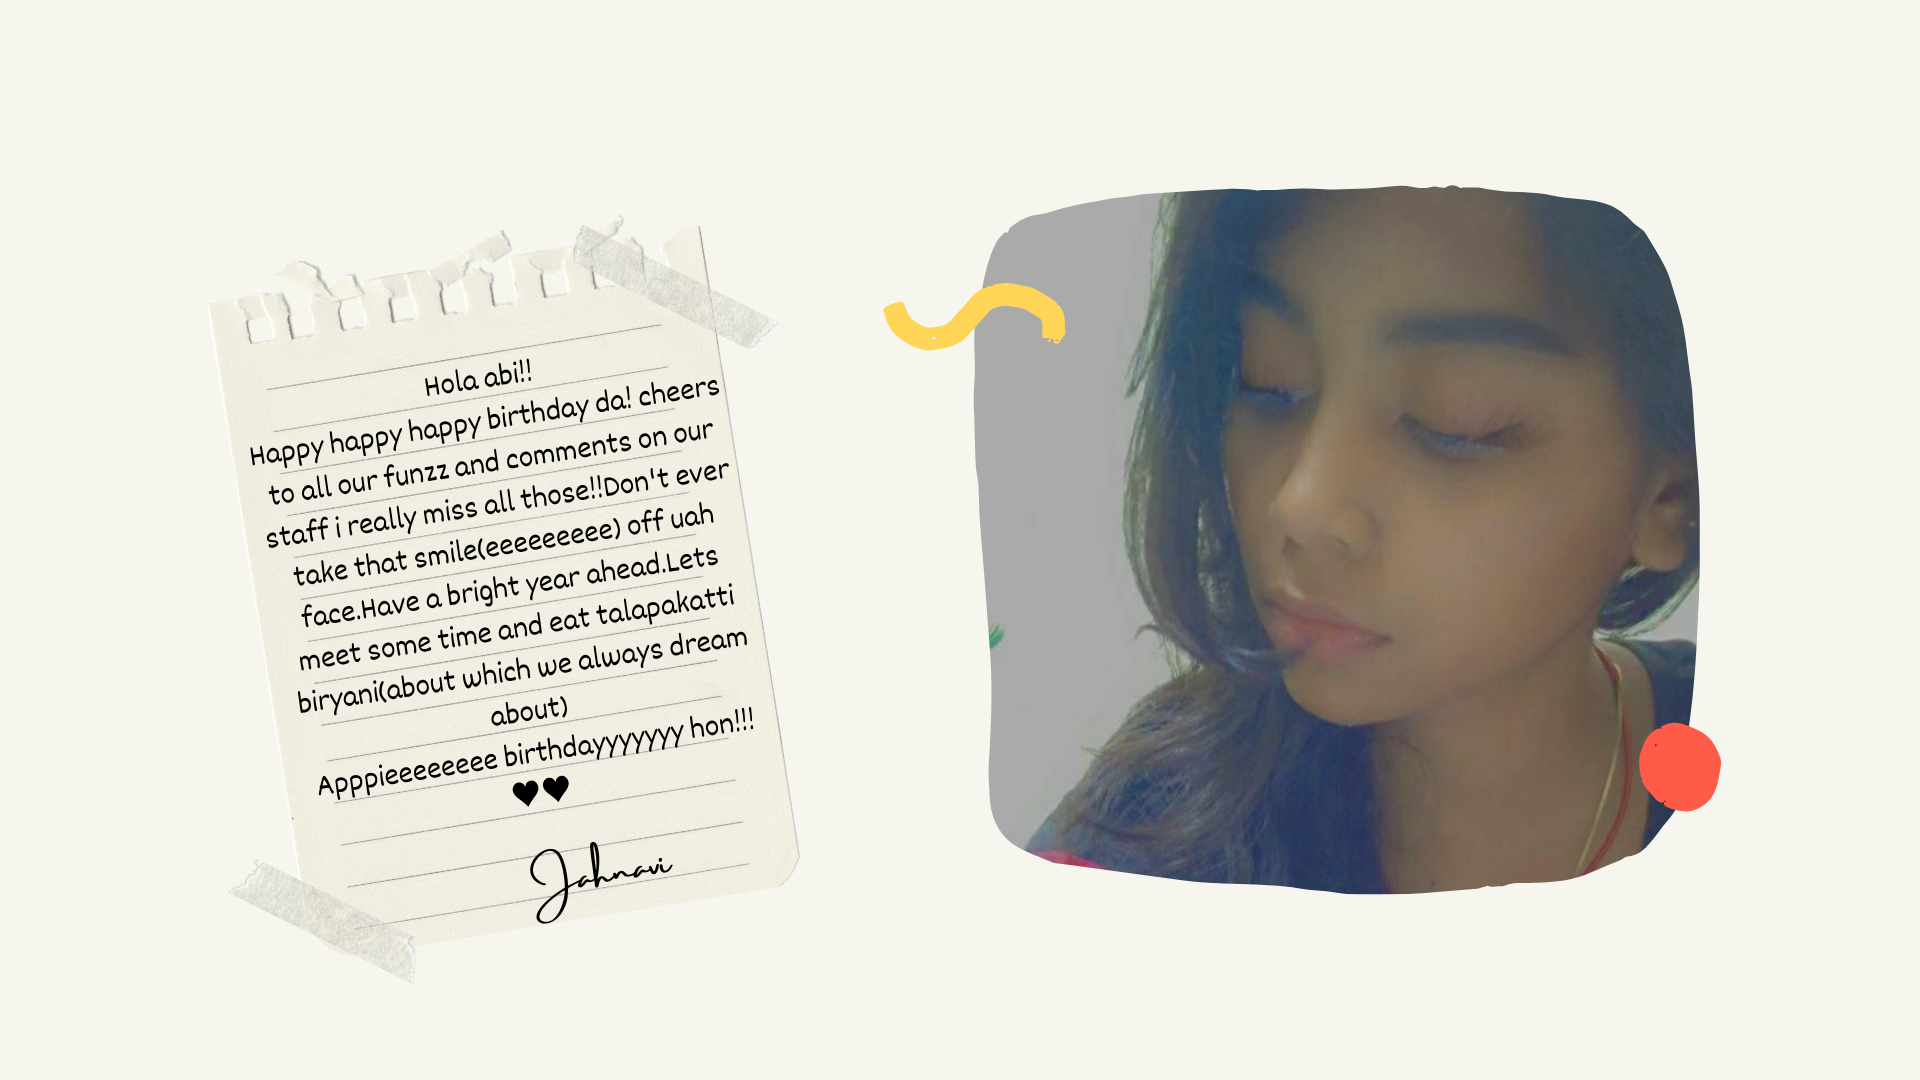 Hola abi!!
Happy happy happy birthday da! cheers
to all our funzz and comments on our
staff i really miss all those!!Don't ever
take that smile(eeeeeeeee) off uah
face.Have a bright year ahead.Lets
meet some time and eat talapakatti
biryani(about which we always dream
about)
Apppieeeeeeee birthdayyyyyyy hon!!!
♥♥
Jahnavi